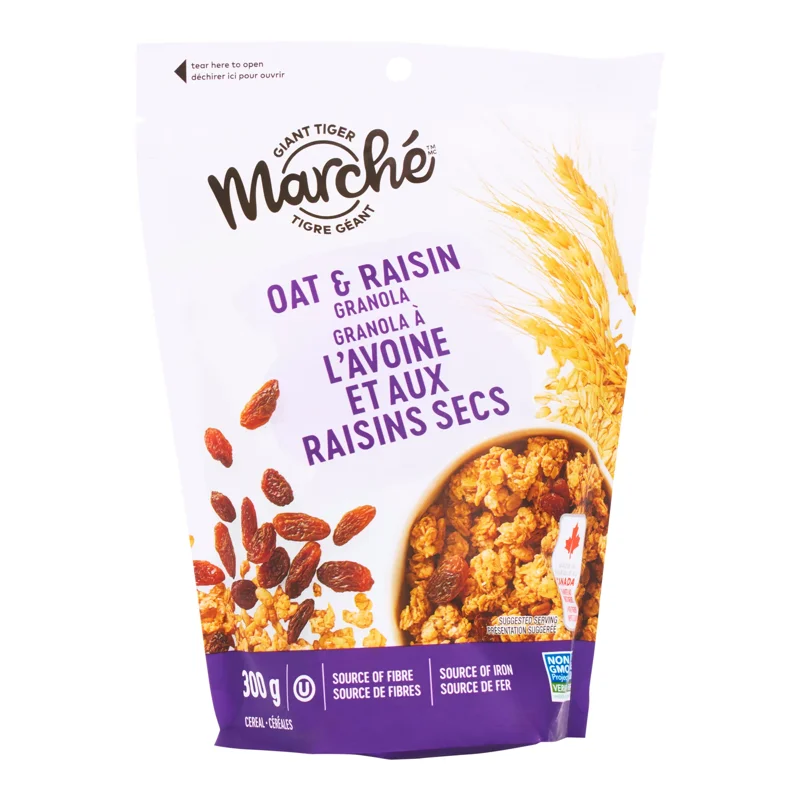 tear here to open
déchirer ici pour ouvrir
GIANT TIGER
Marché
TM
MC
TIGRE GÉANT
OAT & RAISIN
GRANOLA
GRANOLA À
L'AVOINE
ET AUX
RAISINS SECS
CANADA
SUGGESTED SERVING
PRÉSENTATION SUGGÉRÉE
300 g
U
SOURCE OF FIBRE
SOURCE DE FIBRES
SOURCE OF IRON
SOURCE DE FER
NON
GMO
Project
CEREAL • CÉRÉALES